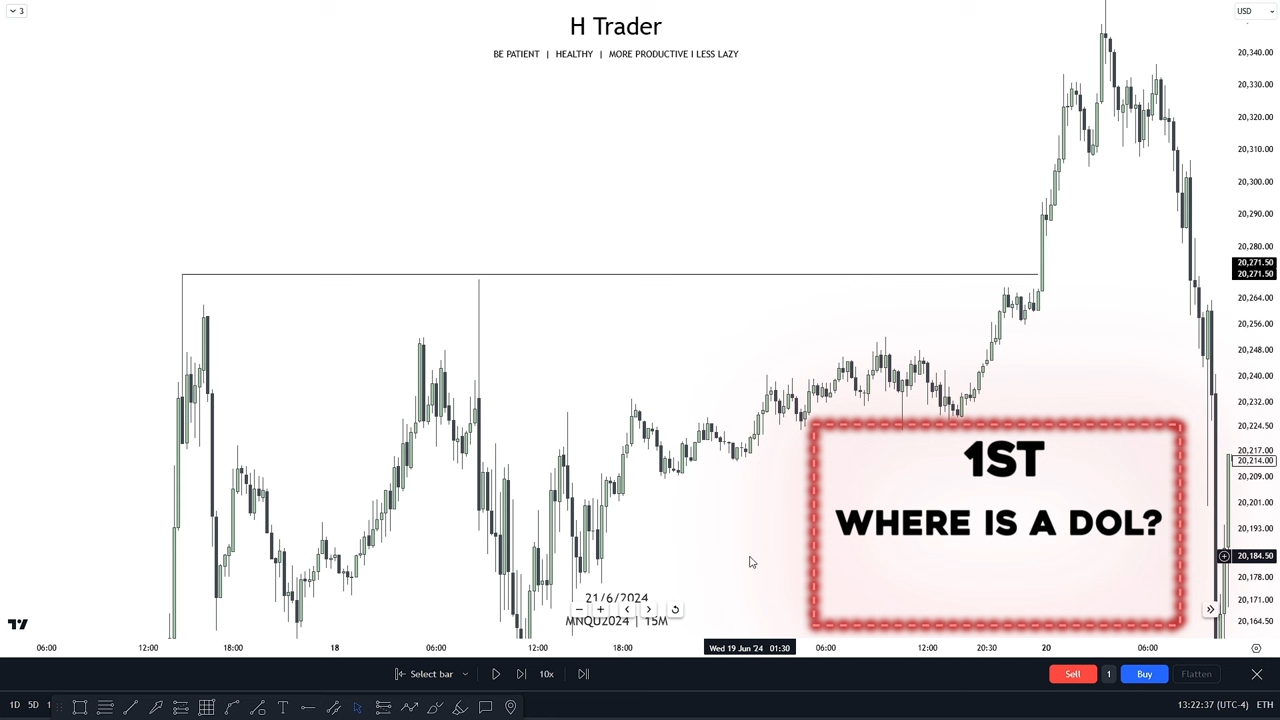 3
H Trader
BE PATIENT | HEALTHY | MORE PRODUCTIVE I LESS LAZY
USD
20,340.00
20,330.00
20,320.00
20,310.00
20,300.00
20,290.00
20,280.00
20,271.50
20,271.50
20,264.00
20,256.00
20,248.00
20,240.00
20,232.00
20,224.50
20,217.00
20,214.00
20,209.00
20,201.00
20,193.00
20,184.50
20,178.00
20,171.00
20,164.50
1ST
WHERE IS A DOL?
21/6/2024
MNQU2024 | 15M
06:00 12:00 18:00 18 06:00 12:00 18:00 Wed 19 Jun '24 01:30 06:00 12:00 20:30 20 06:00
Select bar 10x Sell 1 Buy Flatten
1D 5D 1 13:22:37 (UTC-4) ETH